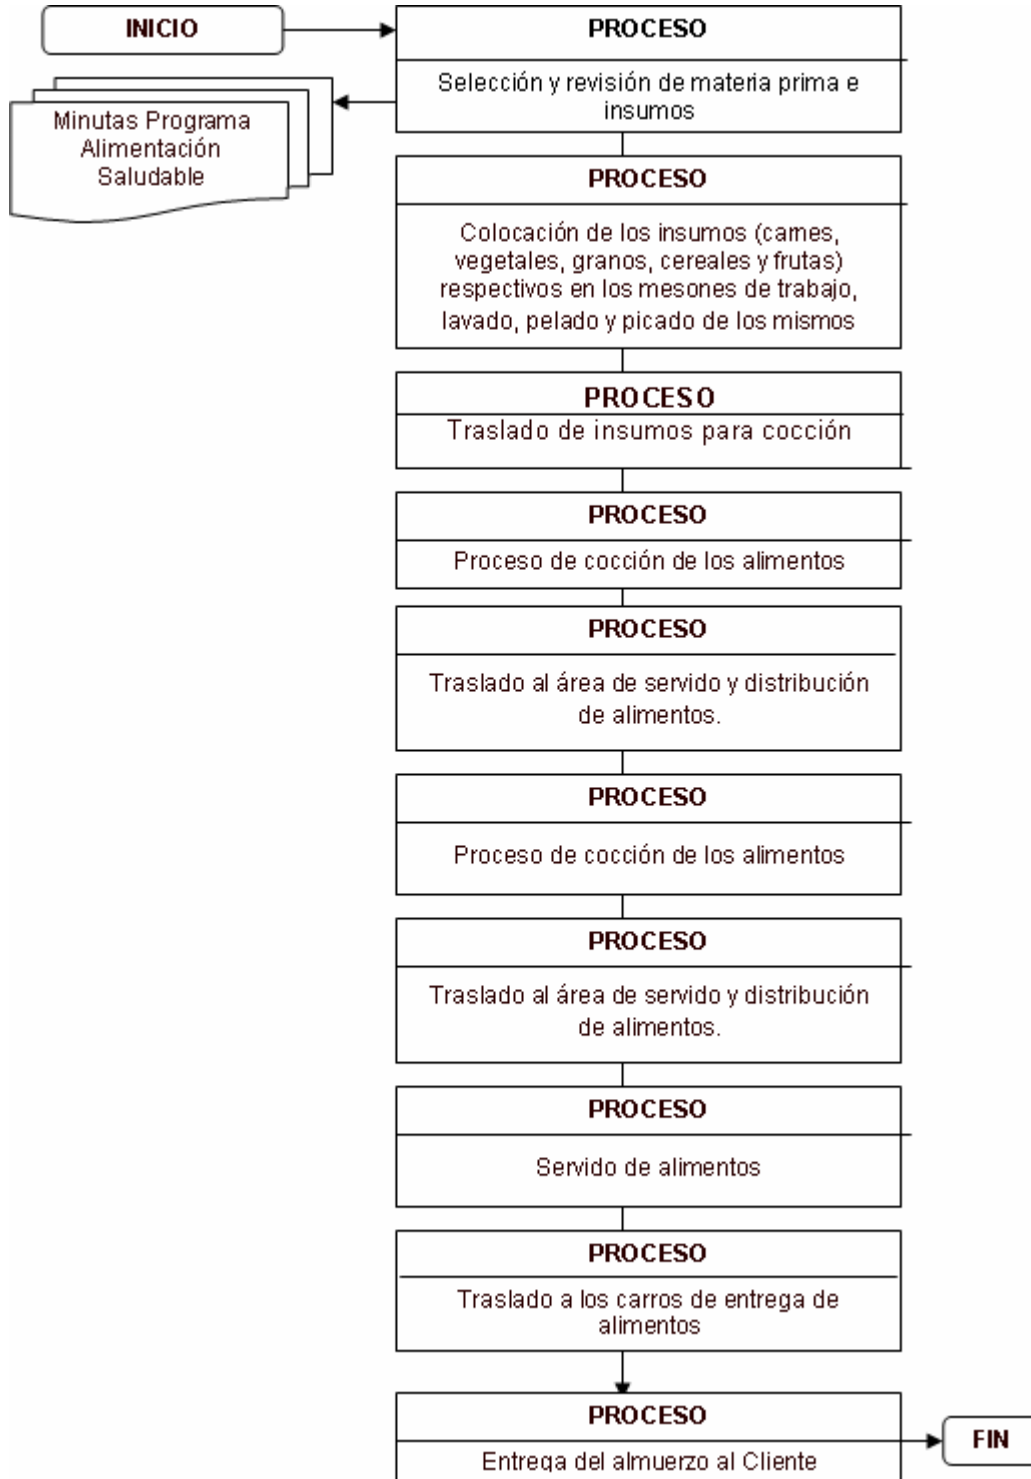 INICIO
PROCESO
Selección y revisión de materia prima e
insumos
Minutas Programa
Alimentación
Saludable
PROCESO
Colocación de los insumos (carnes,
vegetales, granos, cereales y frutas)
respectivos en los mesones de trabajo,
lavado, pelado y picado de los mismos
PROCESO
Traslado de insumos para cocción
PROCESO
Proceso de cocción de los alimentos
PROCESO
Traslado al área de servido y distribución
de alimentos.
PROCESO
Proceso de cocción de los alimentos
PROCESO
Traslado al área de servido y distribución
de alimentos.
PROCESO
Servido de alimentos
PROCESO
Traslado a los carros de entrega de
alimentos
PROCESO
Entrega del almuerzo al Cliente
FIN